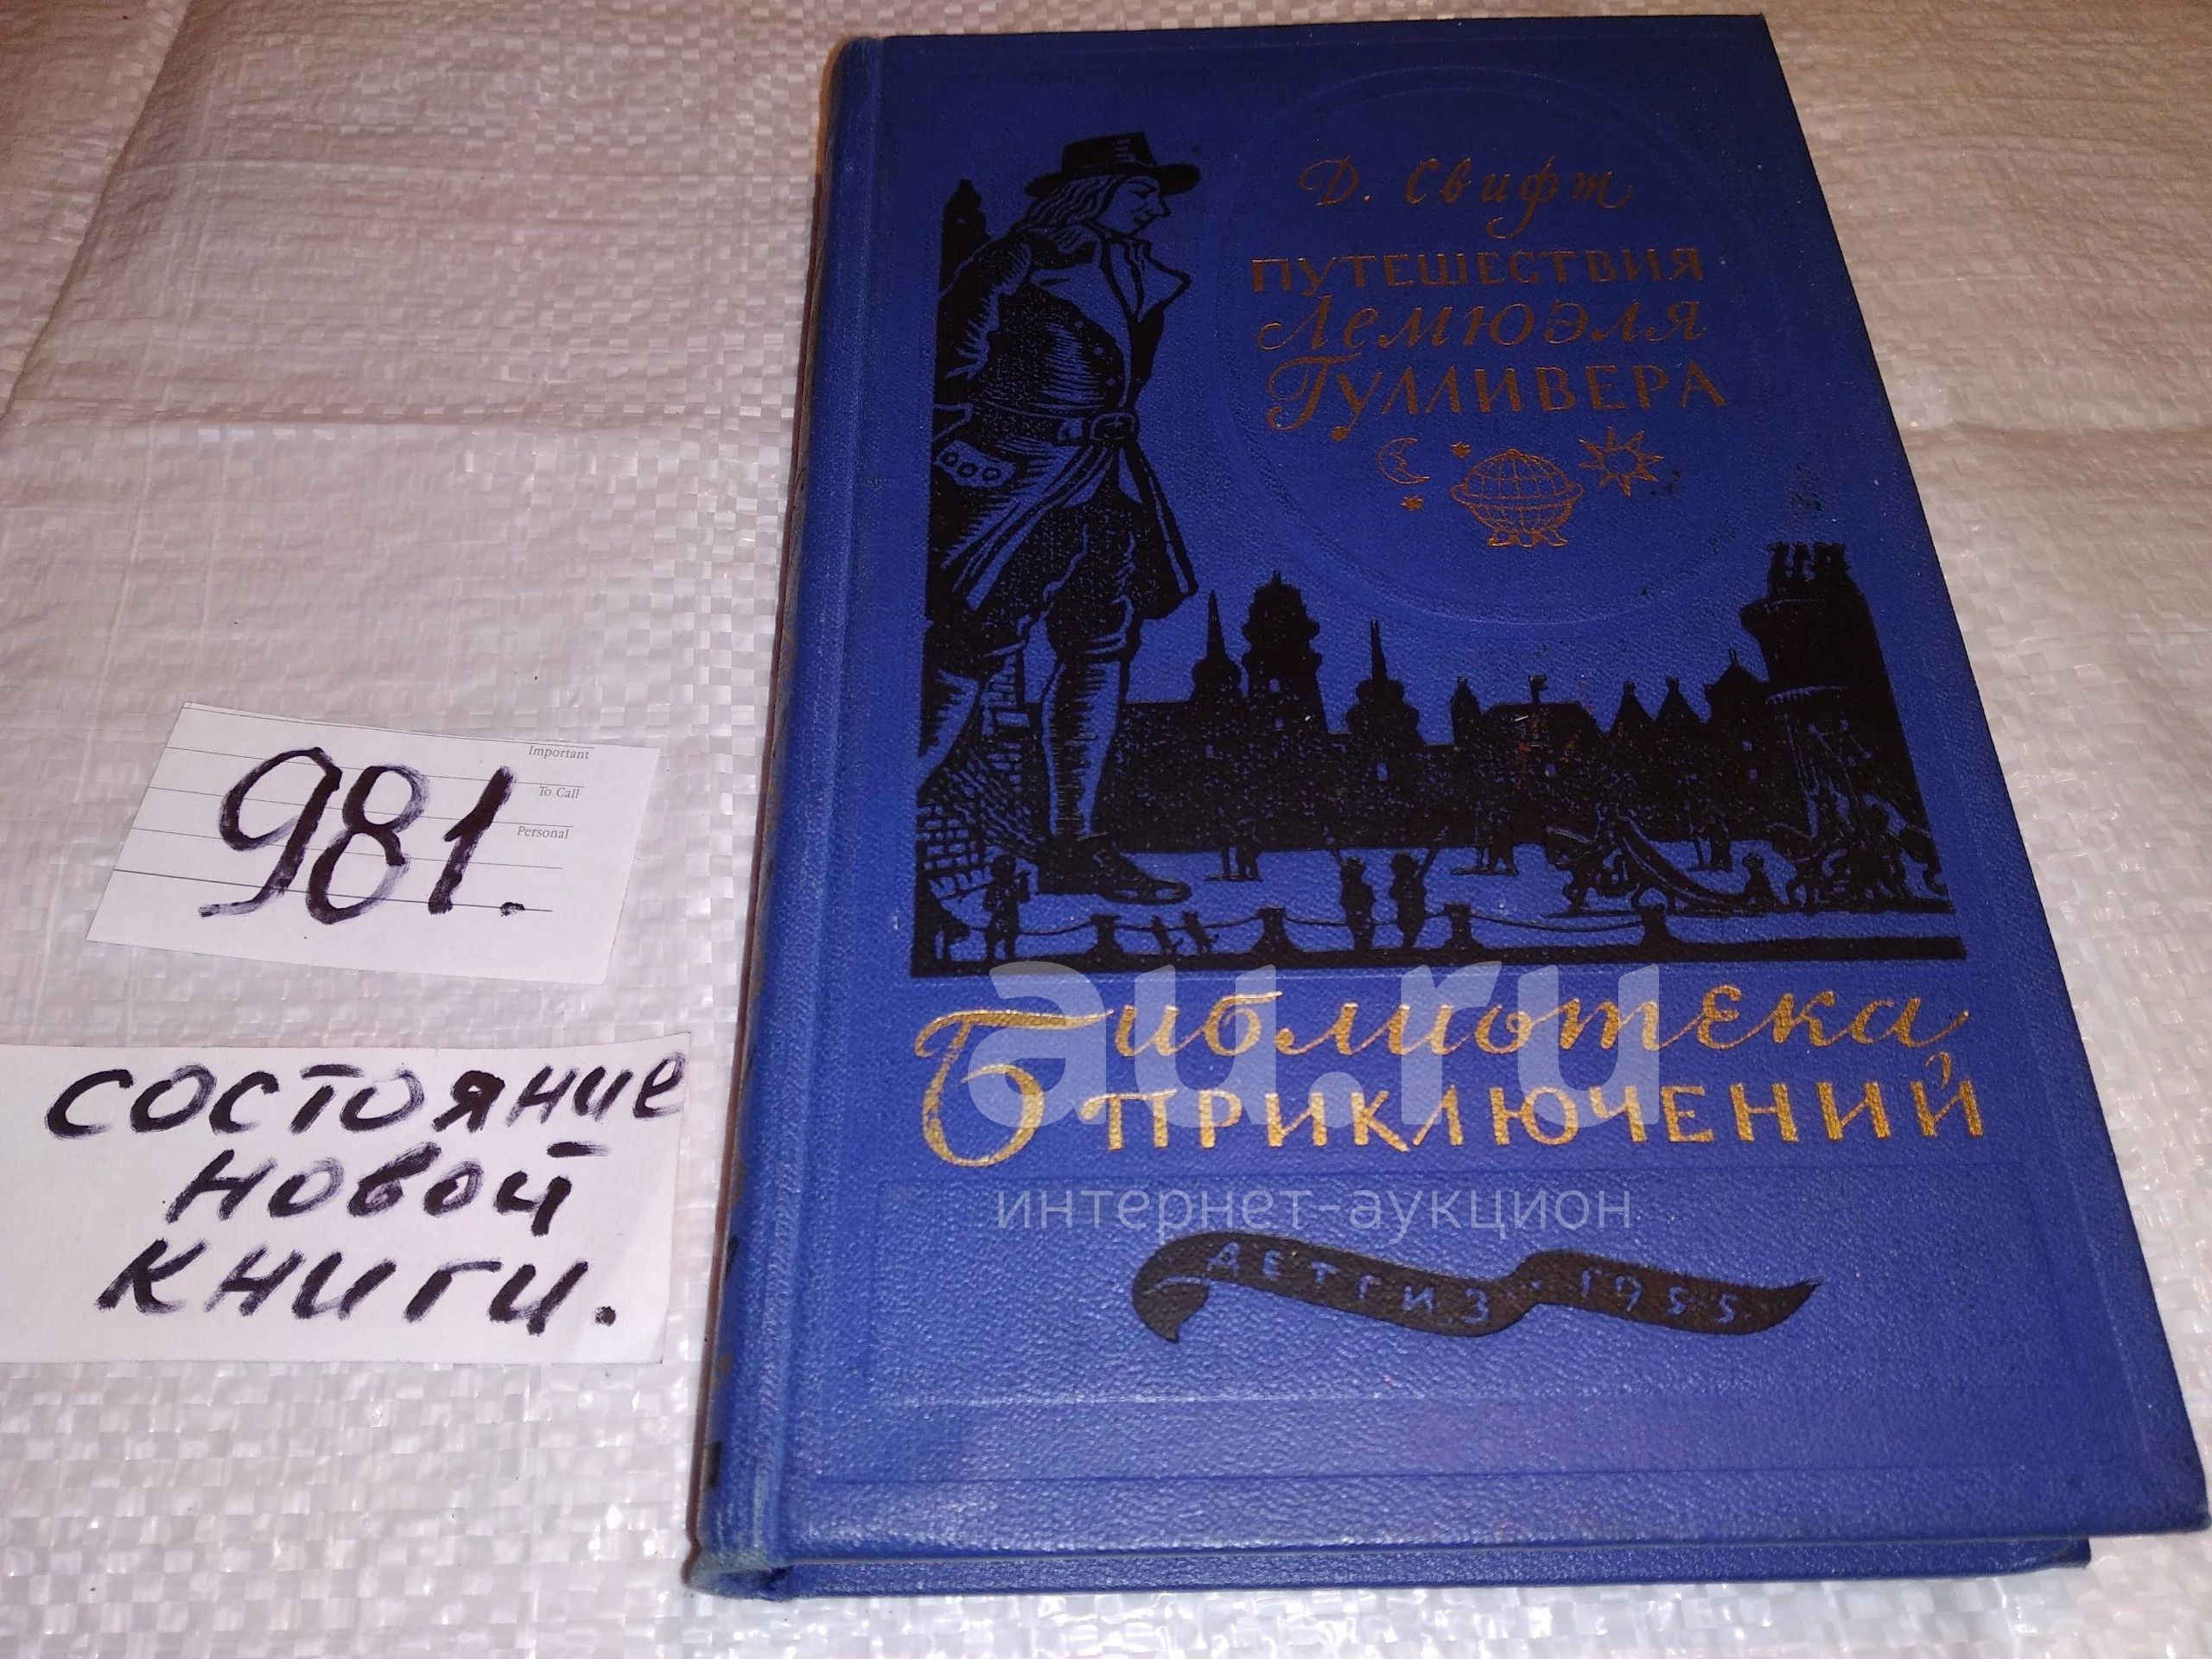 Д. Свифт
ПУТЕШЕСТВИЯ
Лемюэля
ГУЛЛИВЕРА
Important
To Call
Personal
981.
au.ru
Библиотека
ПРИКЛЮЧЕНИЙ
состояние
новой
книги.
интернет-аукцион
ДЕТГИЗ · 1955